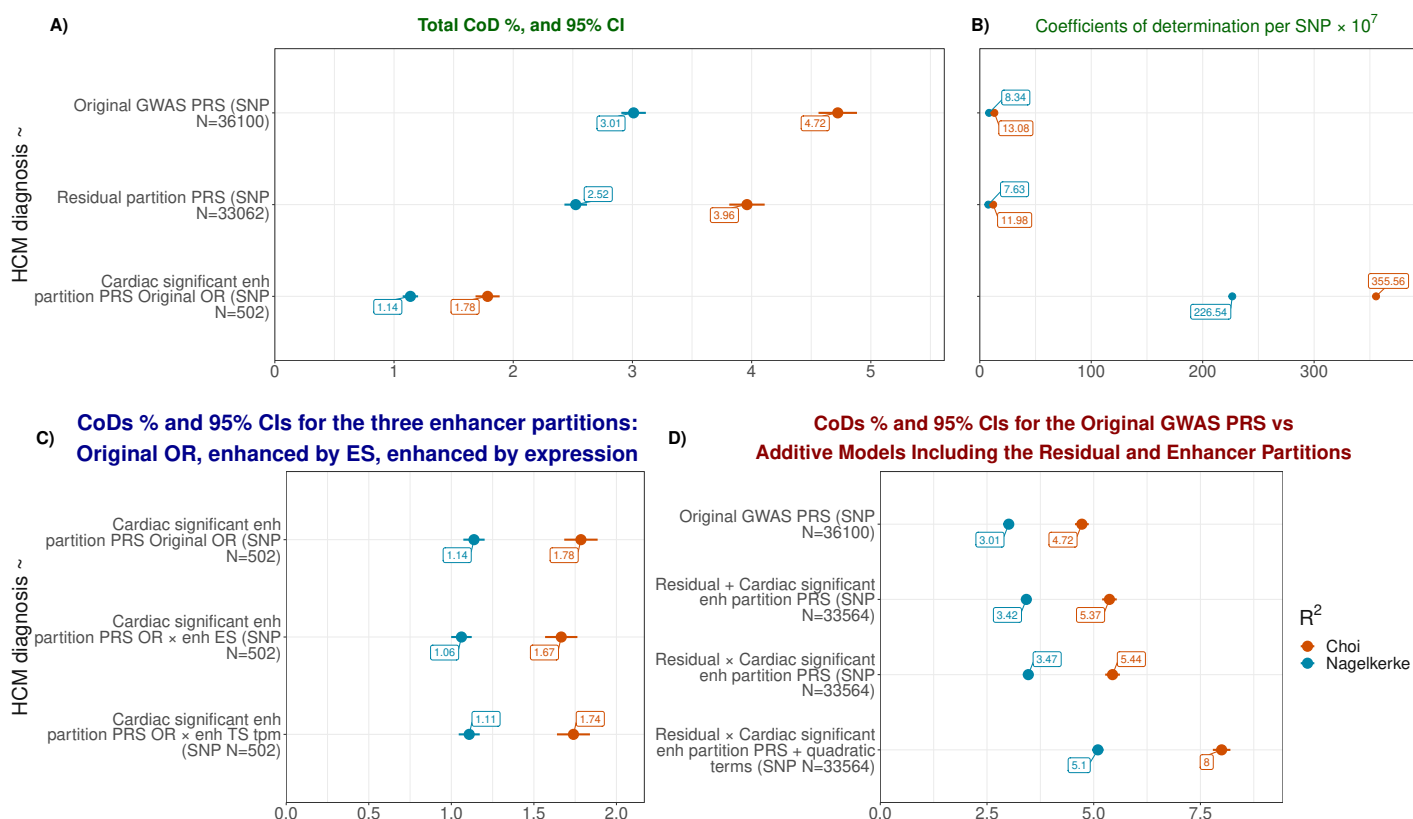 A)
Total CoD %, and 95% CI
B)
Coefficients of determination per SNP × 10^7
HCM diagnosis ~
Original GWAS PRS (SNP
N=36100)
3.01
4.72
8.34
13.08
Residual partition PRS (SNP
N=33062)
2.52
3.96
7.63
11.98
Cardiac significant enh
partition PRS Original OR (SNP
N=502)
1.14
1.78
226.54
355.56
0 1 2 3 4 5
0 100 200 300
C)
CoDs % and 95% CIs for the three enhancer partitions:
Original OR, enhanced by ES, enhanced by expression
HCM diagnosis ~
Cardiac significant enh
partition PRS Original OR (SNP
N=502)
1.14
1.78
Cardiac significant enh
partition PRS OR × enh ES (SNP
N=502)
1.06
1.67
Cardiac significant enh
partition PRS OR × enh TS tpm
(SNP N=502)
1.11
1.74
0.0 0.5 1.0 1.5 2.0
D)
CoDs % and 95% CIs for the Original GWAS PRS vs
Additive Models Including the Residual and Enhancer Partitions
Original GWAS PRS (SNP
N=36100)
3.01
4.72
Residual + Cardiac significant
enh partition PRS (SNP
N=33564)
3.42
5.37
Residual × Cardiac significant
enh partition PRS (SNP
N=33564)
3.47
5.44
Residual × Cardiac significant
enh partition PRS + quadratic
terms (SNP N=33564)
5.1
8
0.0 2.5 5.0 7.5
R^2
Choi
Nagelkerke